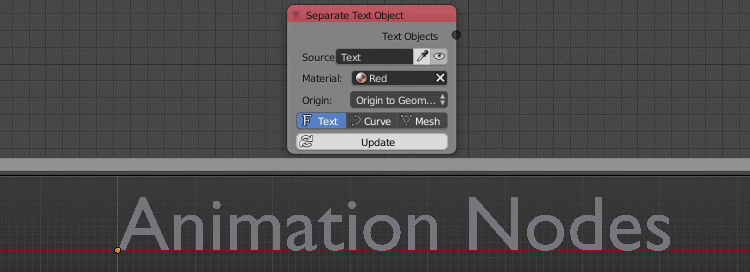 Separate Text Object
Text Objects
Source Text
Material: Red
Origin: Origin to Geom...
Text Curve Mesh
Update
Animation Nodes